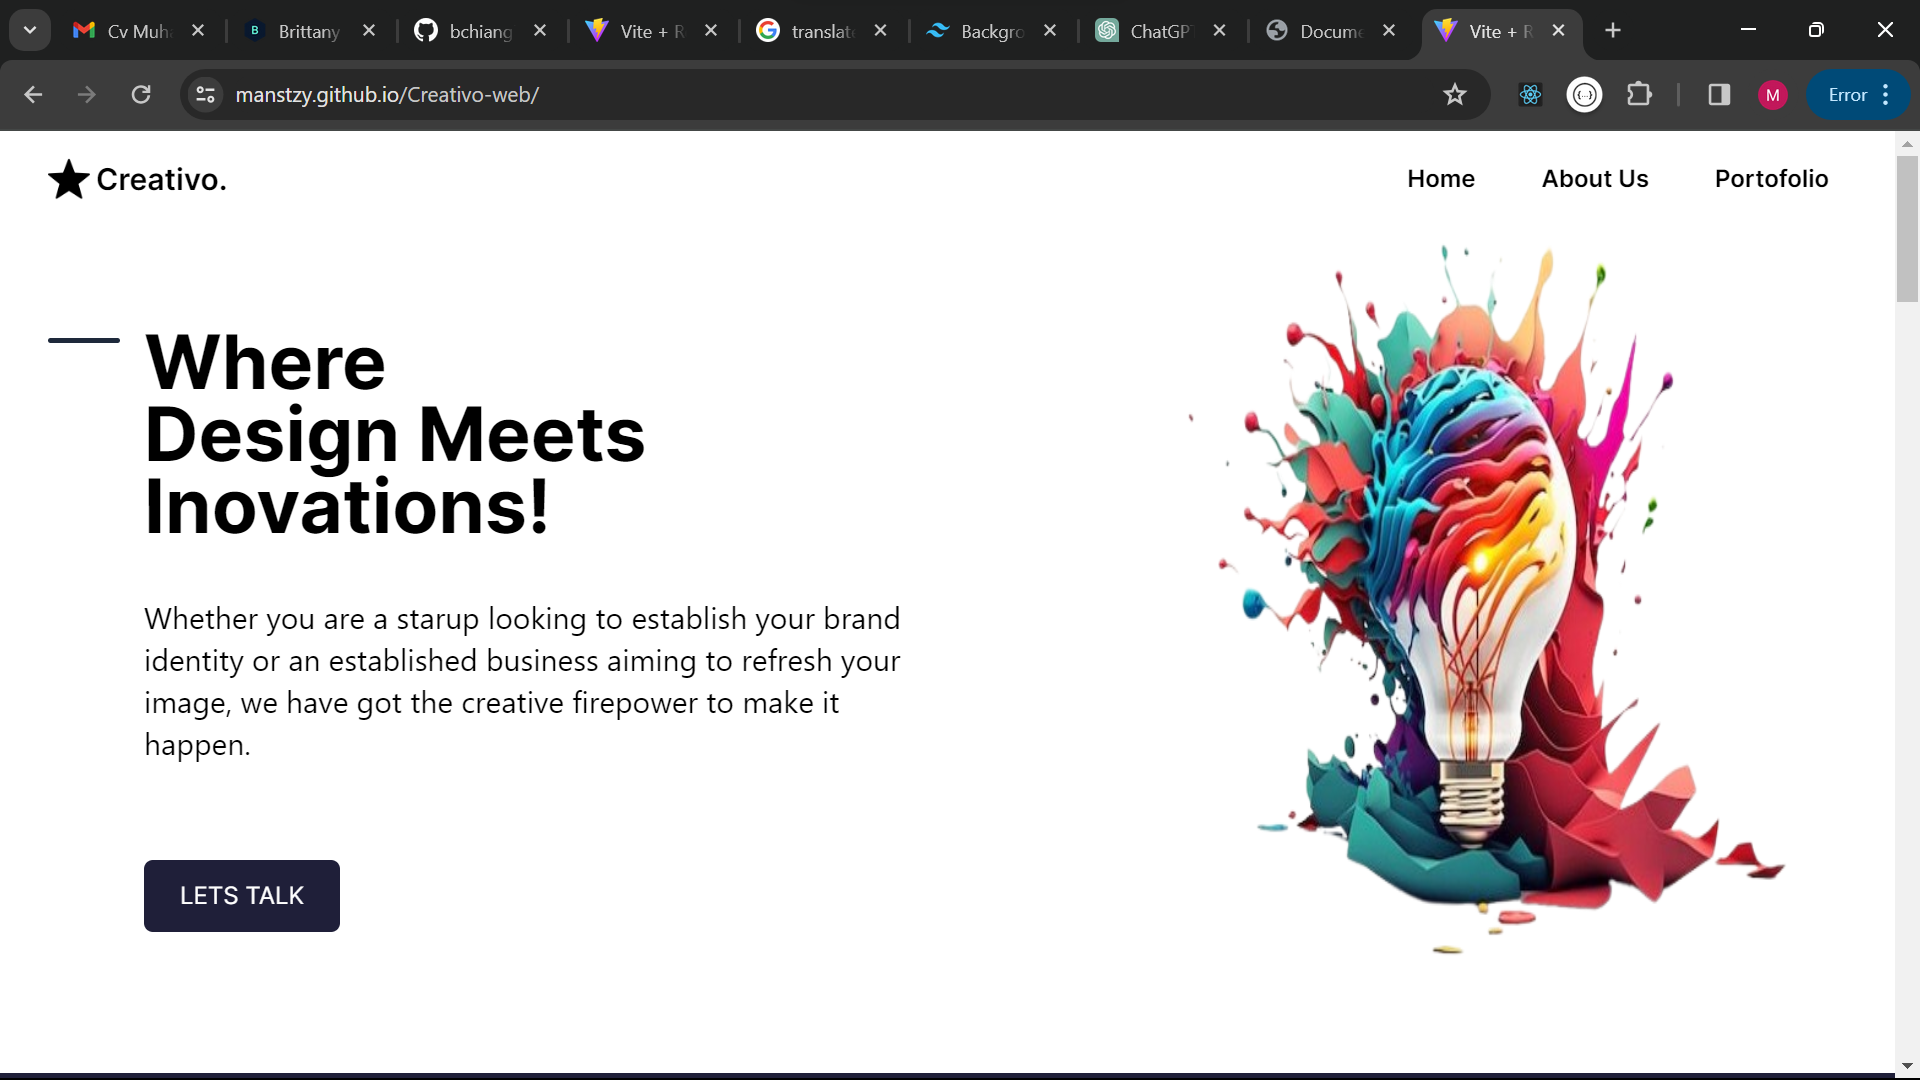 Cv Muh
Brittany
bchiang
Vite + R
translat
Backgro
ChatGP
Docume
Vite + R
manstzy.github.io/Creativo-web/
M
Error
Creativo.
Home
About Us
Portofolio
Where
Design Meets
Inovations!
Whether you are a starup looking to establish your brand
identity or an established business aiming to refresh your
image, we have got the creative firepower to make it
happen.
LETS TALK